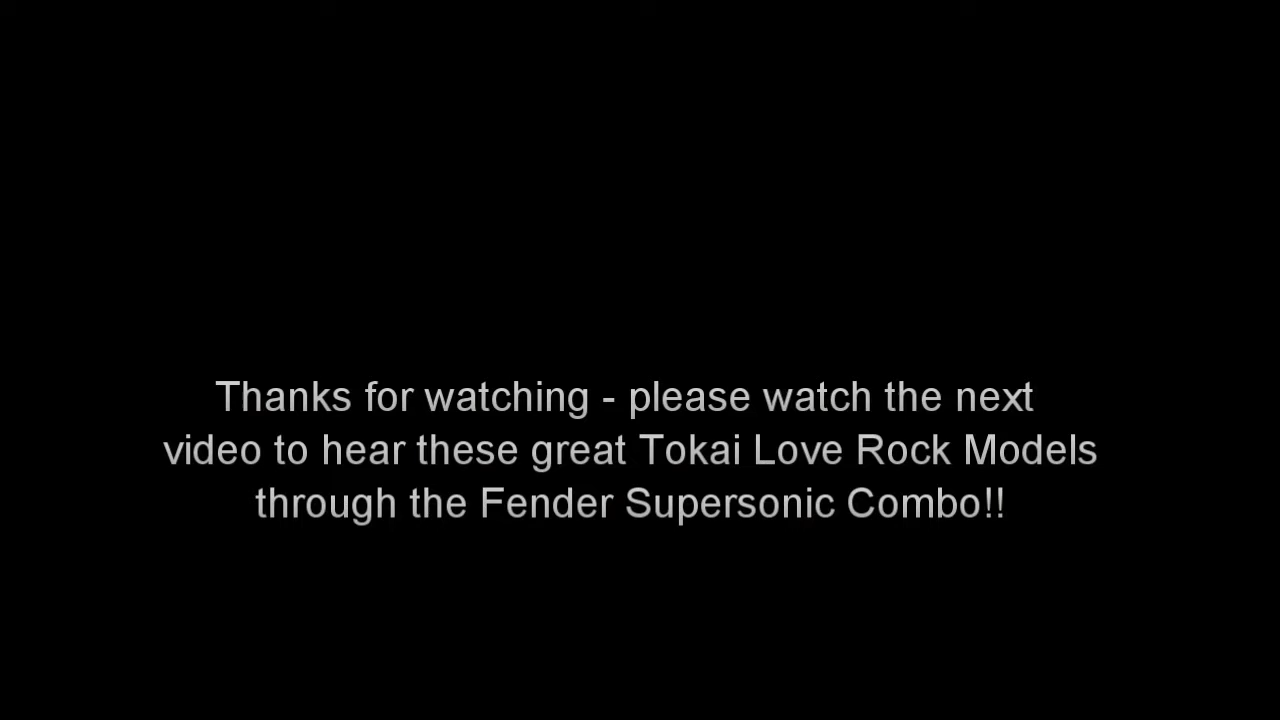 Thanks for watching - please watch the next
video to hear these great Tokai Love Rock Models
through the Fender Supersonic Combo!!